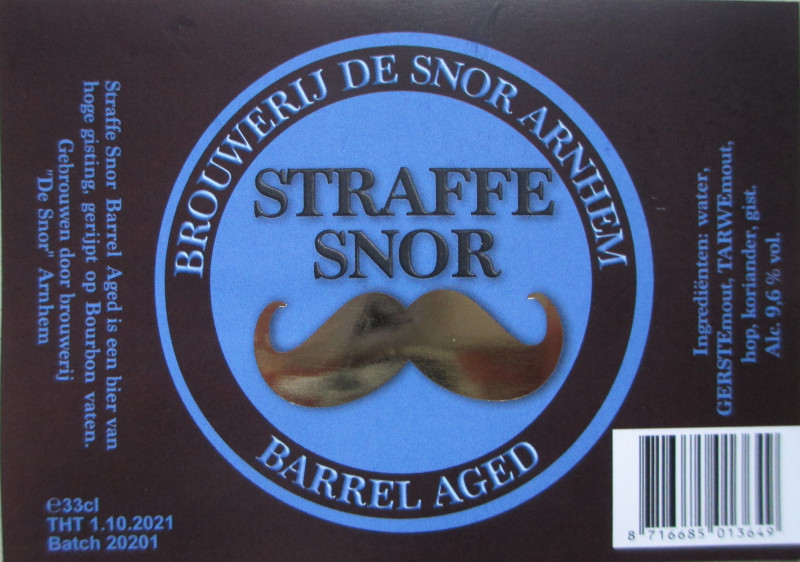 BROUWERIJ DE SNOR ARNHEM
STRAFFE
SNOR
BARREL AGED
Straffe Snor Barrel Aged is een bier van
hoge gisting, gerijpt op Bourbon vaten.
Gebrouwen door brouwerij
"De Snor" Arnhem
℮33cl
THT 1.10.2021
Batch 20201
Ingrediënten: water,
GERSTEmout, TARWEmout,
hop, koriander, gist.
Alc. 9,6 % vol.
8 716685 013649